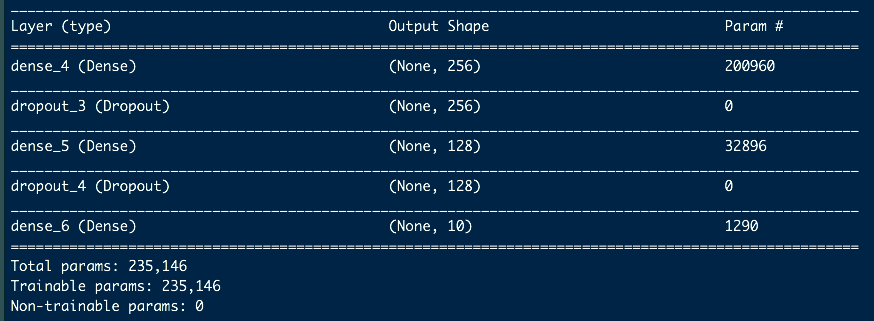 Layer (type) Output Shape Param #
dense_4 (Dense) (None, 256) 200960
dropout_3 (Dropout) (None, 256) 0
dense_5 (Dense) (None, 128) 32896
dropout_4 (Dropout) (None, 128) 0
dense_6 (Dense) (None, 10) 1290
Total params: 235,146
Trainable params: 235,146
Non-trainable params: 0